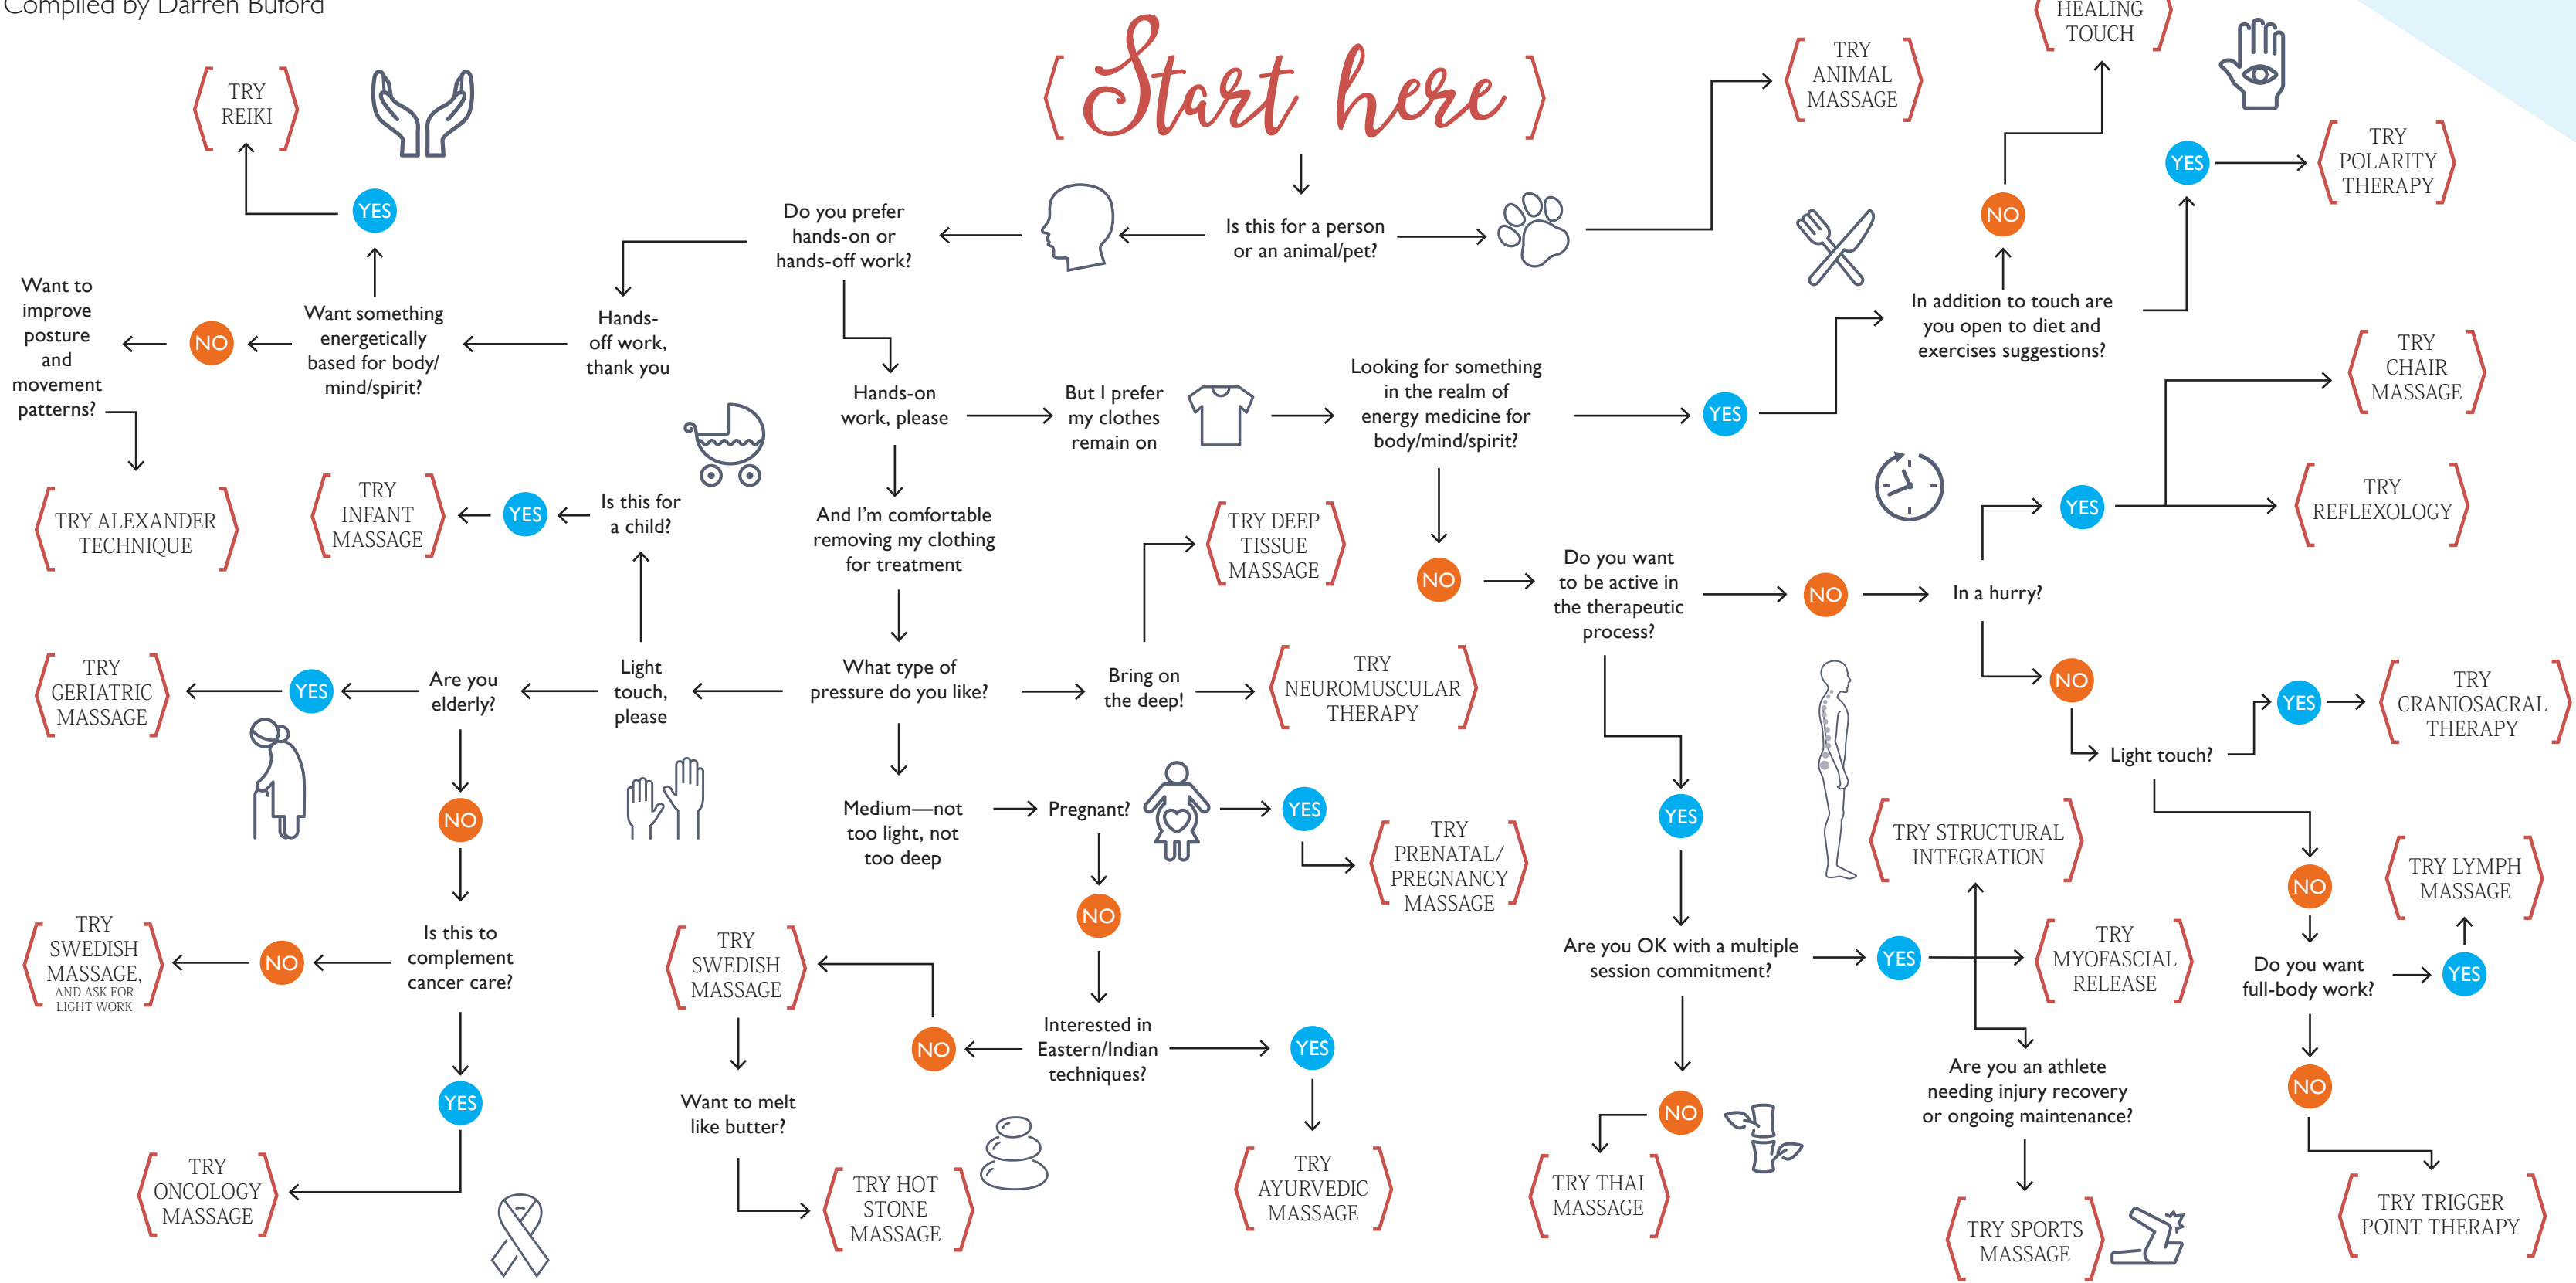 Compiled by Darren Buford
Start here
Is this for a person
or an animal/pet?
TRY
ANIMAL
MASSAGE
Do you prefer
hands-on or
hands-off work?
Hands-
off work,
thank you
Want something
energetically
based for body/
mind/spirit?
YES
TRY
REIKI
NO
Want to
improve
posture
and
movement
patterns?
TRY ALEXANDER
TECHNIQUE
Hands-on
work, please
But I prefer
my clothes
remain on
Looking for something
in the realm of
energy medicine for
body/mind/spirit?
YES
In addition to touch are
you open to diet and
exercises suggestions?
NO
HEALING
TOUCH
YES
TRY
POLARITY
THERAPY
NO
Do you want
to be active in
the therapeutic
process?
NO
In a hurry?
YES
TRY
CHAIR
MASSAGE
TRY
REFLEXOLOGY
NO
Light touch?
YES
TRY
CRANIOSACRAL
THERAPY
NO
Do you want
full-body work?
YES
TRY LYMPH
MASSAGE
NO
TRY TRIGGER
POINT THERAPY
YES
Are you OK with a multiple
session commitment?
YES
TRY STRUCTURAL
INTEGRATION
TRY
MYOFASCIAL
RELEASE
Are you an athlete
needing injury recovery
or ongoing maintenance?
TRY SPORTS
MASSAGE
NO
TRY THAI
MASSAGE
And I’m comfortable
removing my clothing
for treatment
What type of
pressure do you like?
Bring on
the deep!
TRY DEEP
TISSUE
MASSAGE
TRY
NEUROMUSCULAR
THERAPY
Light
touch,
please
Is this for
a child?
YES
TRY
INFANT
MASSAGE
Are you
elderly?
YES
TRY
GERIATRIC
MASSAGE
NO
Is this to
complement
cancer care?
NO
TRY
SWEDISH
MASSAGE,
AND ASK FOR
LIGHT WORK
YES
TRY
ONCOLOGY
MASSAGE
Medium—not
too light, not
too deep
Pregnant?
YES
TRY
PRENATAL/
PREGNANCY
MASSAGE
NO
Interested in
Eastern/Indian
techniques?
YES
TRY
AYURVEDIC
MASSAGE
NO
TRY
SWEDISH
MASSAGE
Want to melt
like butter?
TRY HOT
STONE
MASSAGE